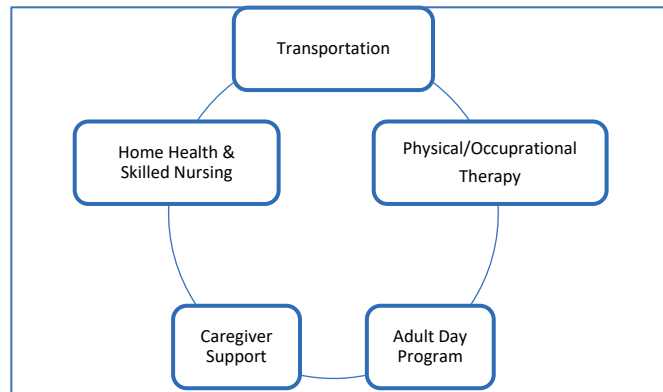 Transportation
Home Health &
Skilled Nursing
Physical/Occuprational
Therapy
Caregiver
Support
Adult Day
Program